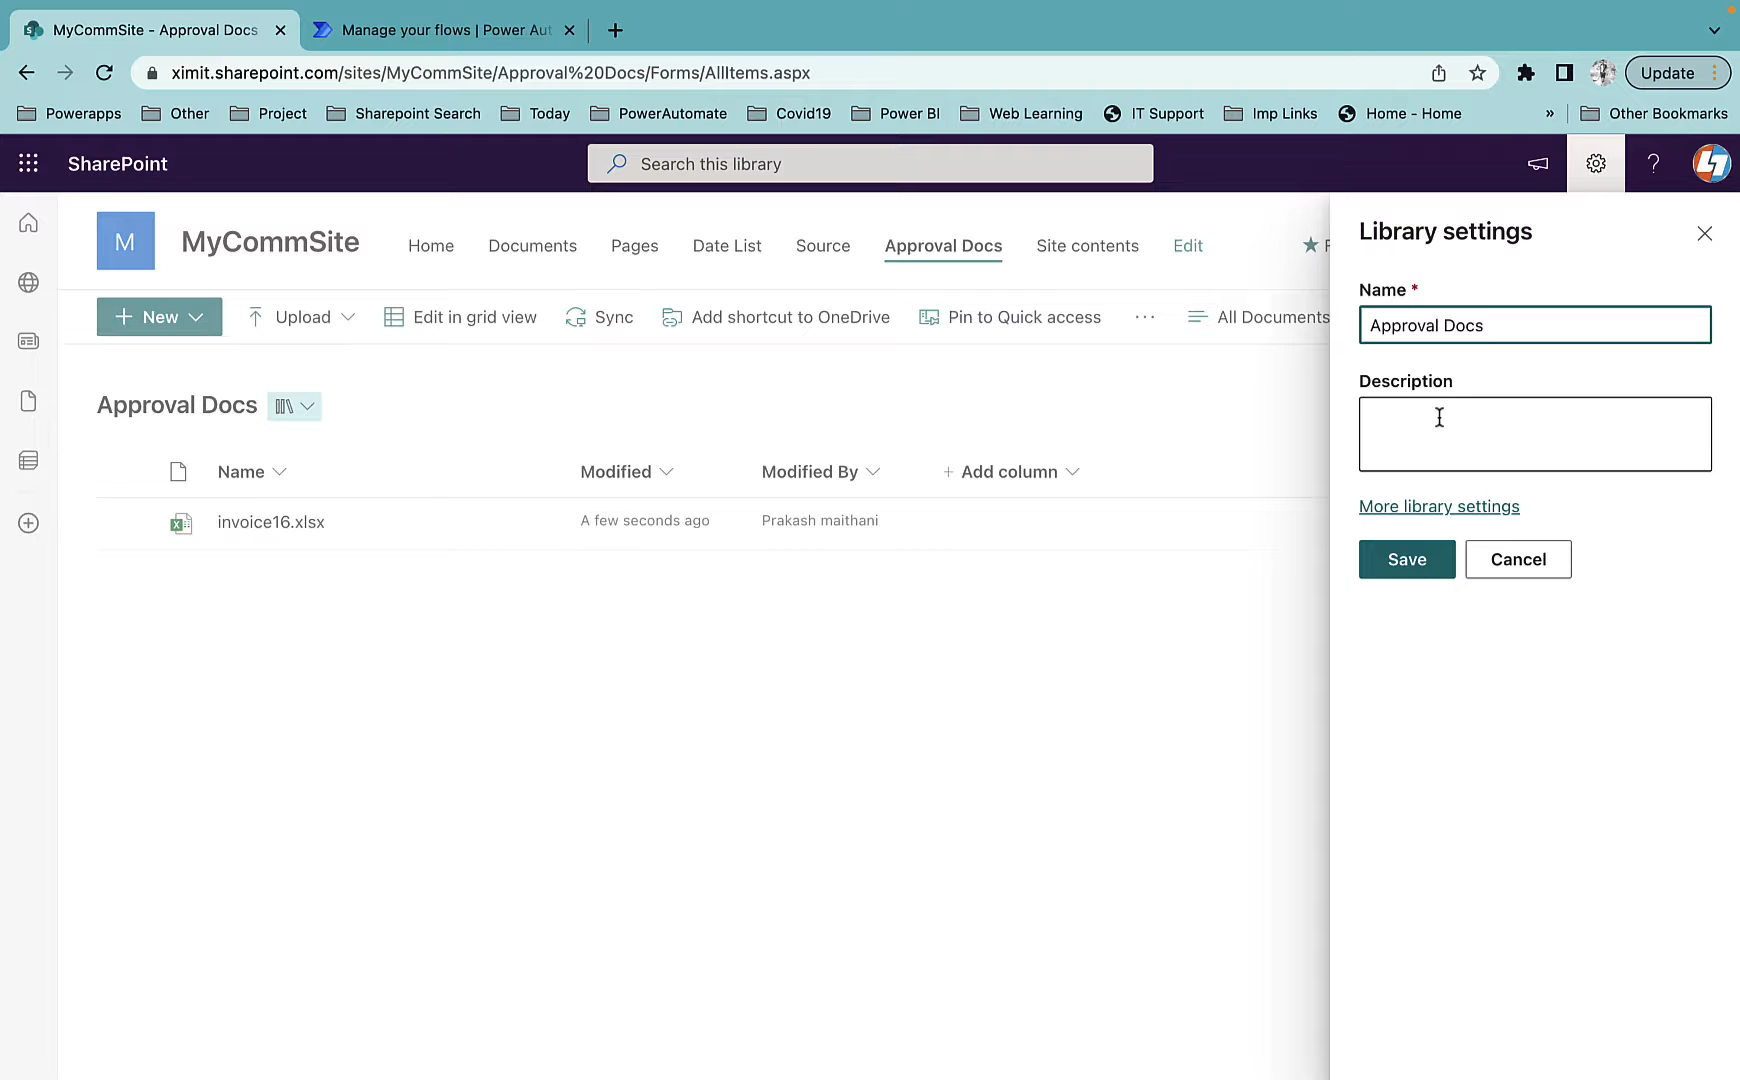 MyCommSite - Approval Docs
Manage your flows | Power Aut
ximit.sharepoint.com/sites/MyCommSite/Approval%20Docs/Forms/AllItems.aspx
Update
Powerapps
Other
Project
Sharepoint Search
Today
PowerAutomate
Covid19
Power BI
Web Learning
IT Support
Imp Links
Home - Home
»
Other Bookmarks
SharePoint
Search this library
?
M
MyCommSite
Home
Documents
Pages
Date List
Source
Approval Docs
Site contents
Edit
F
Library settings
Name *
Approval Docs
Description
More library settings
Save
Cancel
+ New
Upload
Edit in grid view
Sync
Add shortcut to OneDrive
Pin to Quick access
...
All Documents
Approval Docs
Name
Modified
Modified By
+ Add column
invoice16.xlsx
A few seconds ago
Prakash maithani